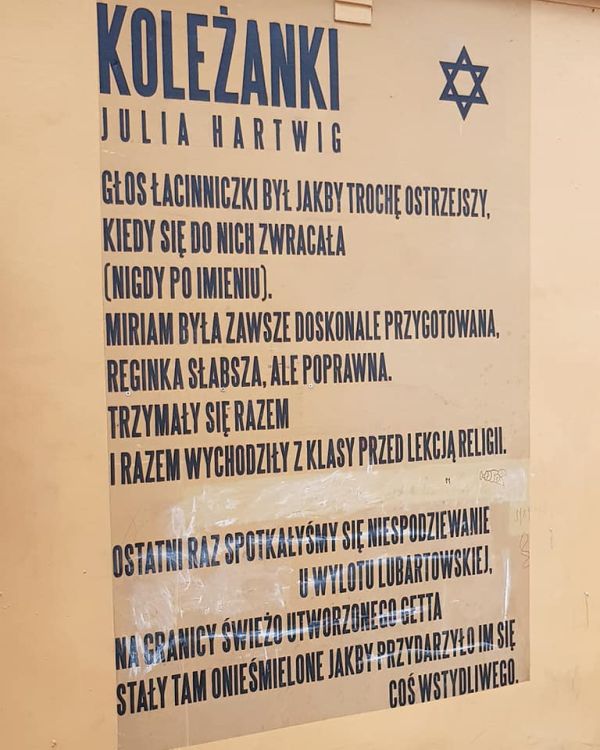 KOLEŻANKI
JULIA HARTWIG
GŁOS ŁACINNICZKI BYŁ JAKBY TROCHĘ OSTRZEJSZY,
KIEDY SIĘ DO NICH ZWRACAŁA
(NIGDY PO IMIENIU).
MIRIAM BYŁA ZAWSZE DOSKONALE PRZYGOTOWANA,
REGINKA SŁABSZA, ALE POPRAWNA.
TRZYMAŁY SIĘ RAZEM
I RAZEM WYCHODZIŁY Z KLASY PRZED LEKCJĄ RELIGII.
OSTATNI RAZ SPOTKAŁYŚMY SIĘ NIESPODZIEWANIE
U WYLOTU LUBARTOWSKIEJ,
NA GRANICY ŚWIEŻO UTWORZONEGO GETTA
STAŁY TAM ONIEŚMIELONE JAKBY PRZYDARZYŁO IM SIĘ
COŚ WSTYDLIWEGO.